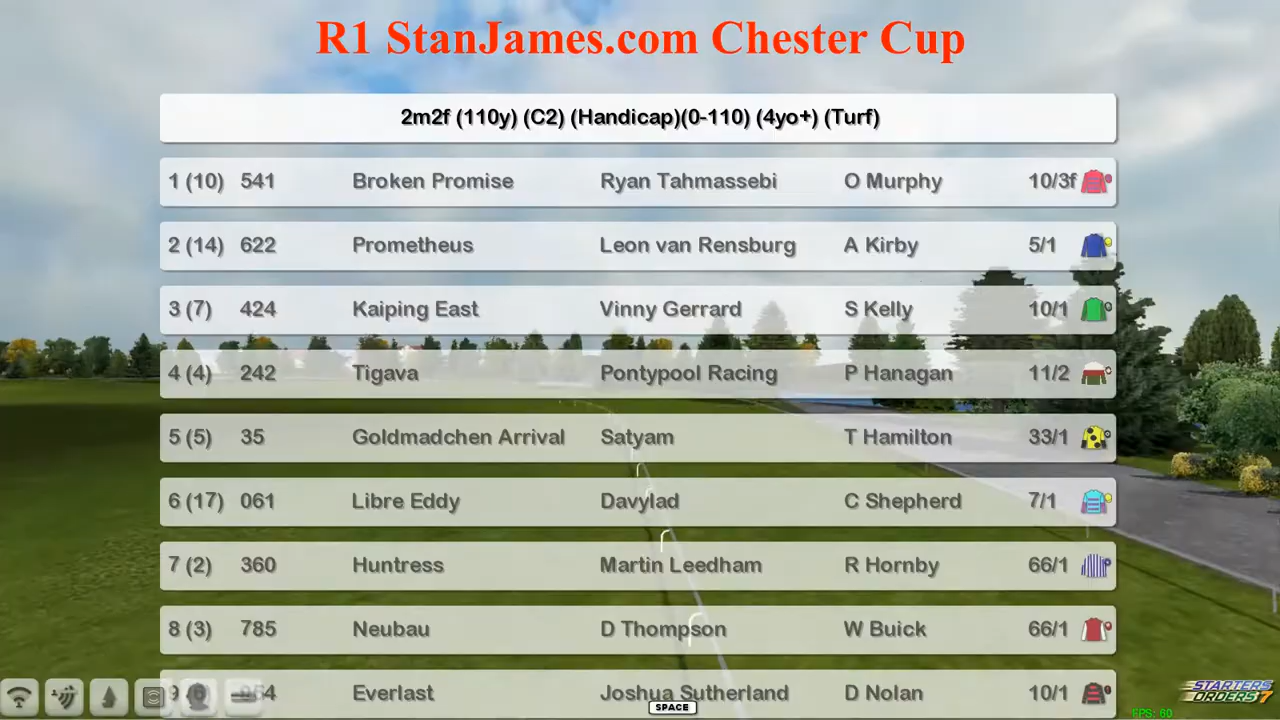 R1 StanJames.com Chester Cup
2m2f (110y) (C2) (Handicap)(0-110) (4yo+) (Turf)
1 (10) 541 Broken Promise Ryan Tahmassebi O Murphy 10/3f
2 (14) 622 Prometheus Leon van Rensburg A Kirby 5/1
3 (7) 424 Kaiping East Vinny Gerrard S Kelly 10/1
4 (4) 242 Tigava Pontypool Racing P Hanagan 11/2
5 (5) 35 Goldmadchen Arrival Satyam T Hamilton 33/1
6 (17) 061 Libre Eddy Davylad C Shepherd 7/1
7 (2) 360 Huntress Martin Leedham R Hornby 66/1
8 (3) 785 Neubau D Thompson W Buick 66/1
9 (6) Everlast Joshua Sutherland D Nolan 10/1
SPACE
STARTERS ORDERS 7
FPS: 60